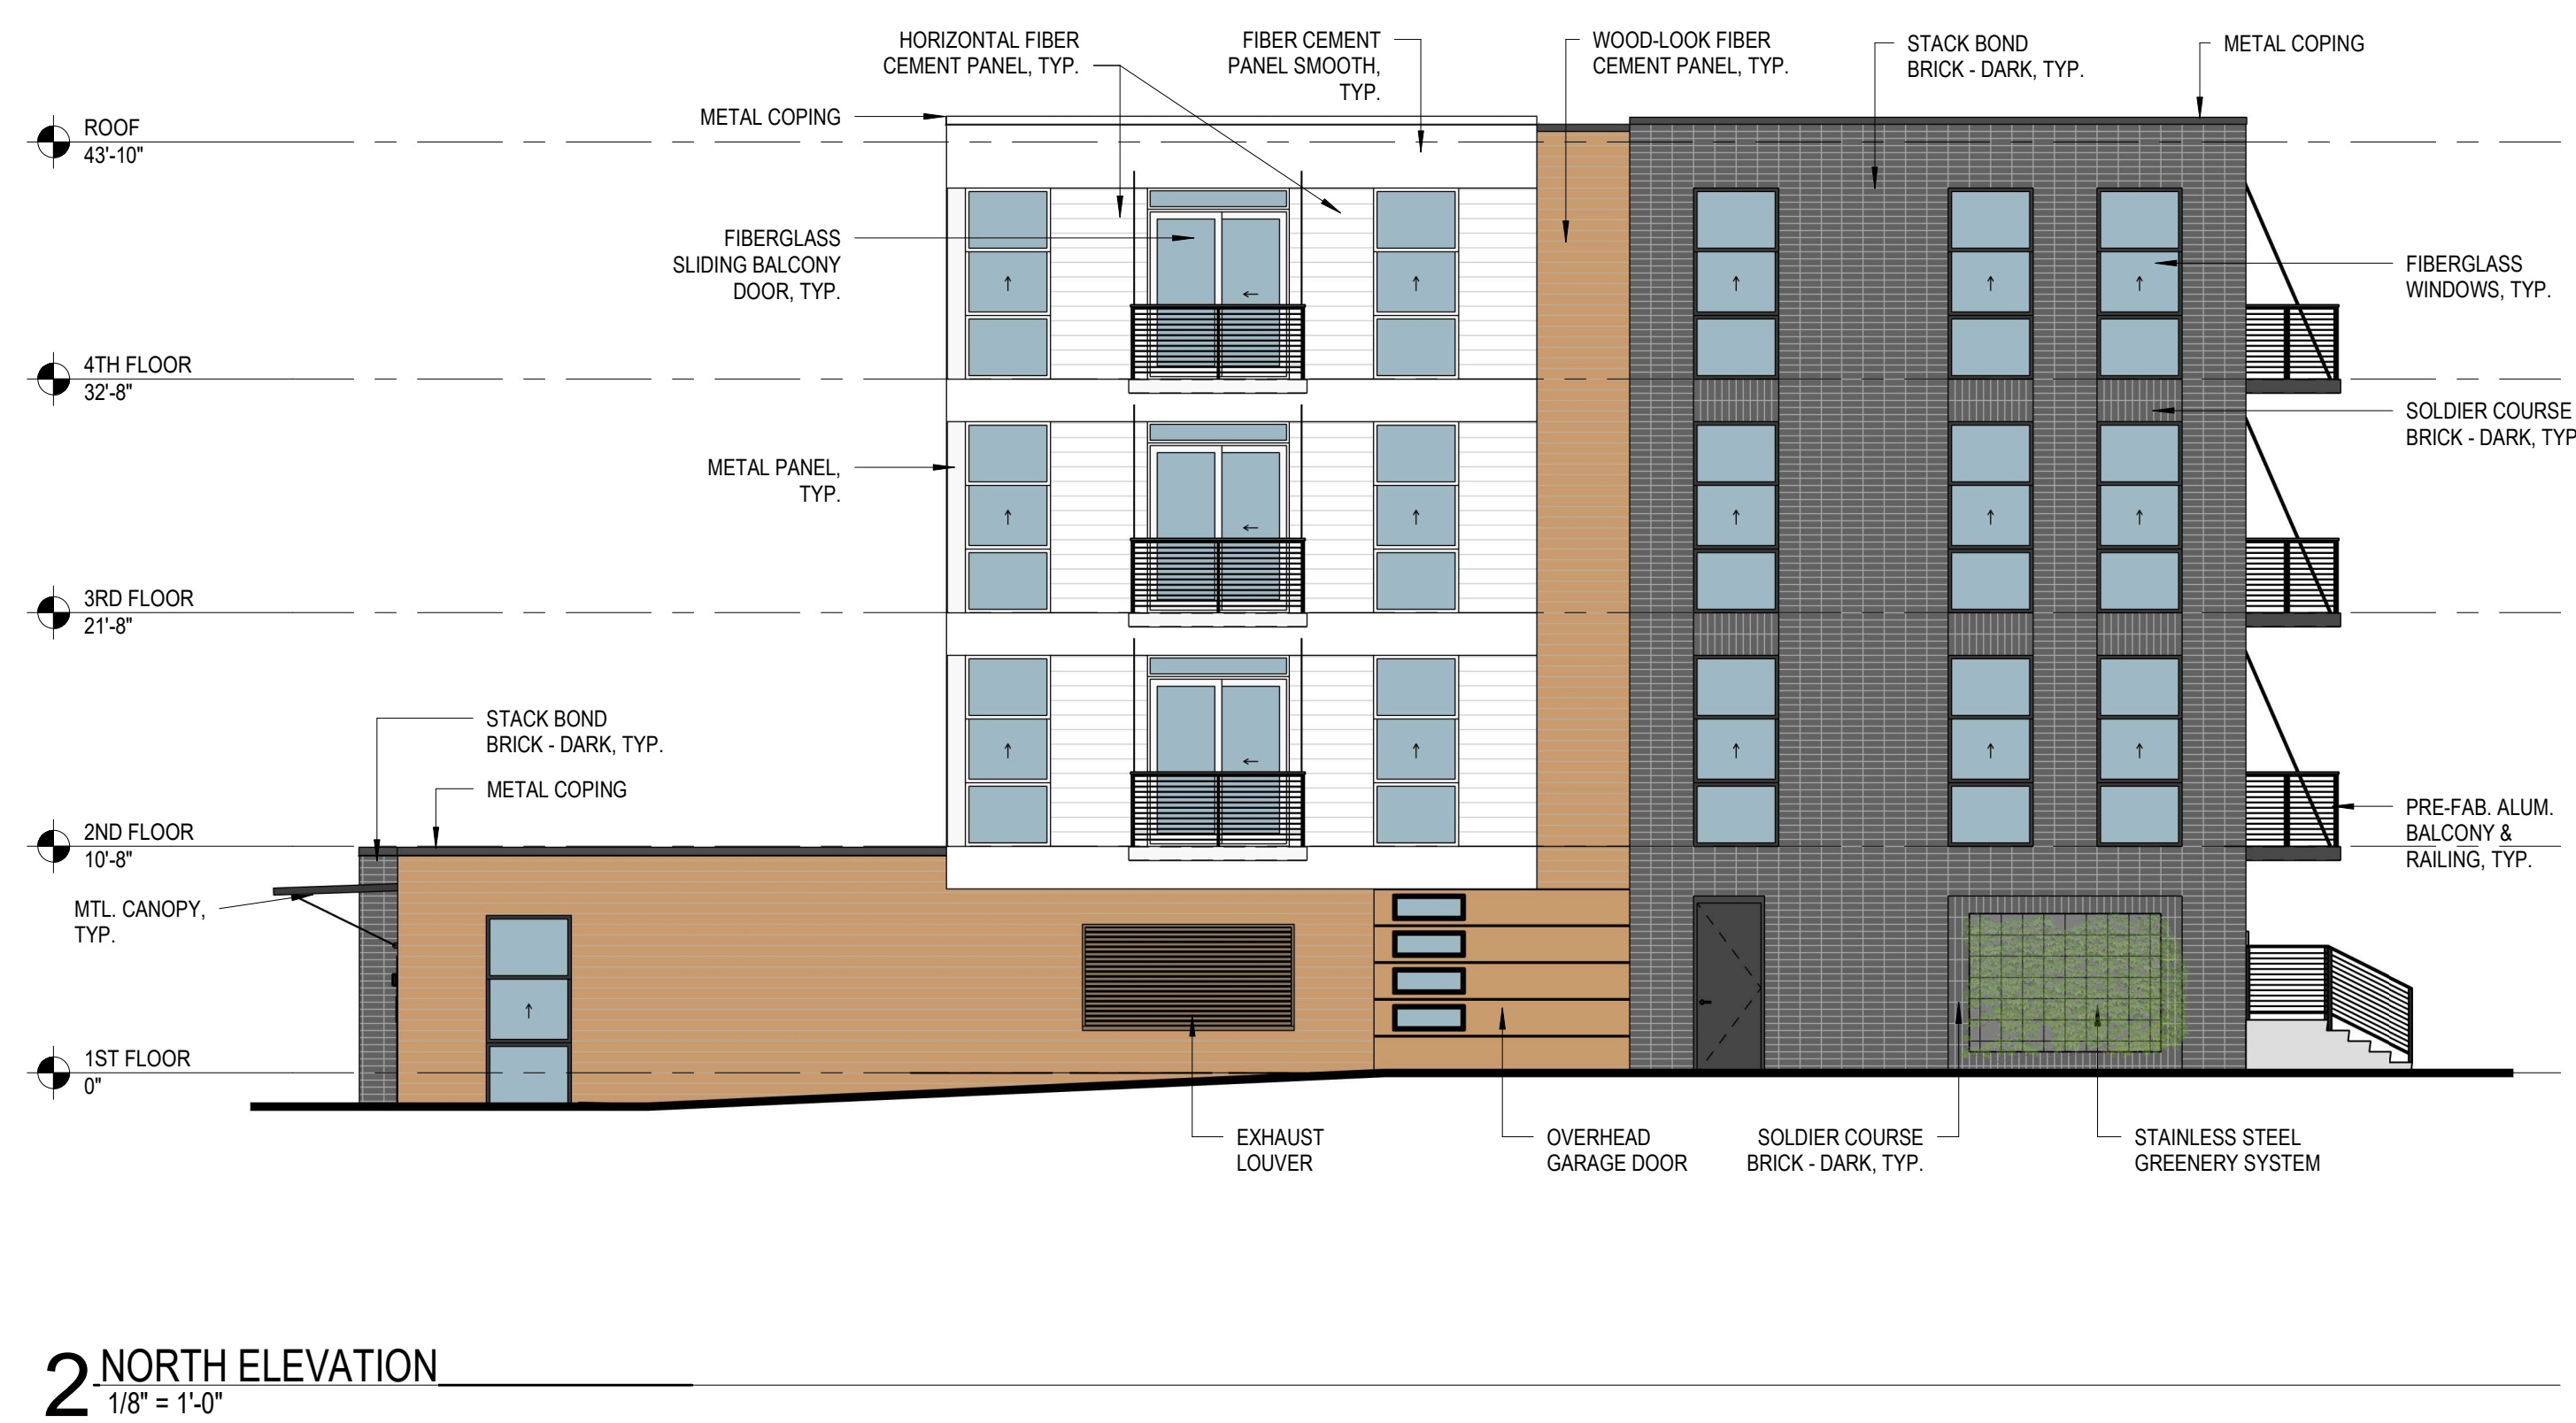 HORIZONTAL FIBER
CEMENT PANEL, TYP.
FIBER CEMENT
PANEL SMOOTH,
TYP.
WOOD-LOOK FIBER
CEMENT PANEL, TYP.
STACK BOND
BRICK - DARK, TYP.
METAL COPING
METAL COPING
ROOF
43'-10"
FIBERGLASS
SLIDING BALCONY
DOOR, TYP.
FIBERGLASS
WINDOWS, TYP.
4TH FLOOR
32'-8"
SOLDIER COURSE
BRICK - DARK, TYP
METAL PANEL,
TYP.
3RD FLOOR
21'-8"
STACK BOND
BRICK - DARK, TYP.
METAL COPING
2ND FLOOR
10'-8"
PRE-FAB. ALUM.
BALCONY &
RAILING, TYP.
MTL. CANOPY,
TYP.
1ST FLOOR
0"
EXHAUST
LOUVER
OVERHEAD
GARAGE DOOR
SOLDIER COURSE
BRICK - DARK, TYP.
STAINLESS STEEL
GREENERY SYSTEM
2 NORTH ELEVATION
1/8" = 1'-0"